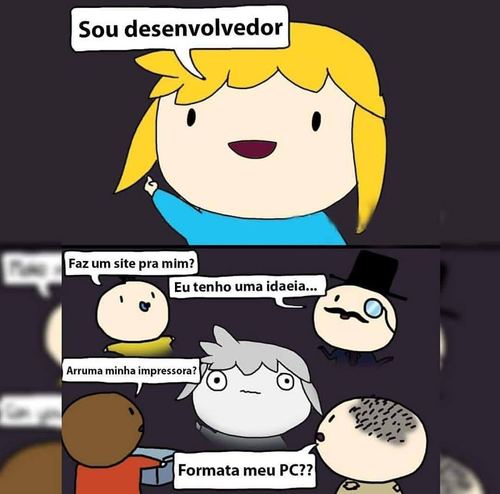 Sou desenvolvedor
Faz um site pra mim?
Eu tenho uma idaeia...
Arruma minha impressora?
Formata meu PC??